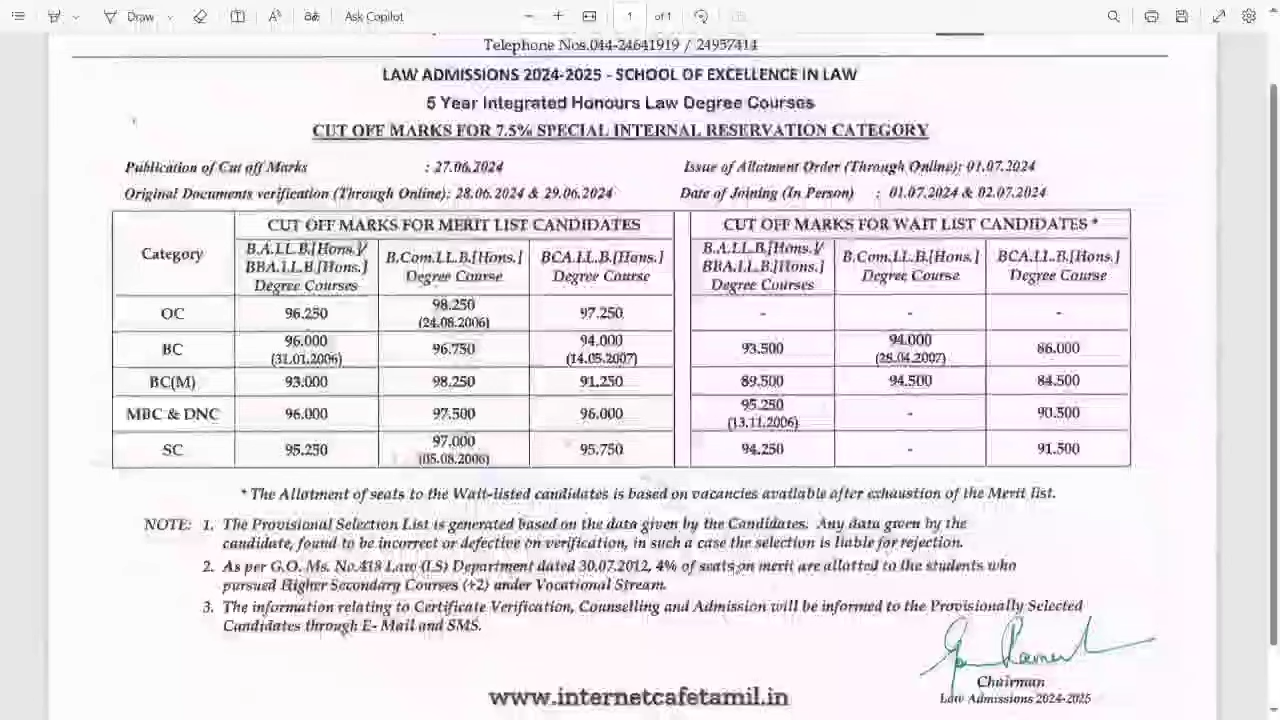 Draw
Ask Copilot
1 of 1
Telephone Nos.044-24641919 / 24957414
LAW ADMISSIONS 2024-2025 - SCHOOL OF EXCELLENCE IN LAW
5 Year Integrated Honours Law Degree Courses
CUT OFF MARKS FOR 7.5% SPECIAL INTERNAL RESERVATION CATEGORY
Publication of Cut off Marks : 27.06.2024 Issue of Allotment Order (Through Online): 01.07.2024
Original Documents verification (Through Online): 28.06.2024 & 29.06.2024 Date of Joining (In Person) : 01.07.2024 & 02.07.2024
Category CUT OFF MARKS FOR MERIT LIST CANDIDATES CUT OFF MARKS FOR WAIT LIST CANDIDATES *
B.A.LL.B.[Hons.]/ BBA.LL.B.[Hons.] Degree Courses B.Com.LL.B.[Hons.] Degree Course BCA.LL.B.[Hons.] Degree Course B.A.LL.B.[Hons.]/ BBA.LL.B.[Hons.] Degree Courses B.Com.LL.B.[Hons.] Degree Course BCA.LL.B.[Hons.] Degree Course
OC 96.250 98.250 (24.08.2006) 97.250 - - -
BC 96.000 (31.01.2006) 96.750 94.000 (14.05.2007) 93.500 94.000 (28.04.2007) 86.000
BC(M) 93.000 98.250 91.250 89.500 94.500 84.500
MBC & DNC 96.000 97.500 96.000 95.250 (13.11.2006) - 90.500
SC 95.250 97.000 (05.08.2006) 95.750 94.250 - 91.500
* The Allotment of seats to the Wait-listed candidates is based on vacancies available after exhaustion of the Merit list.
NOTE: 1. The Provisional Selection List is generated based on the data given by the Candidates. Any data given by the
candidate, found to be incorrect or defective on verification, in such a case the selection is liable for rejection.
2. As per G.O. Ms. No.418 Law (LS) Department dated 30.07.2012, 4% of seats on merit are allotted to the students who
pursued Higher Secondary Courses (+2) under Vocational Stream.
3. The information relating to Certificate Verification, Counselling and Admission will be informed to the Provisionally Selected
Candidates through E- Mail and SMS.
Chairman
Law Admissions 2024-2025
www.internetcafetamil.in